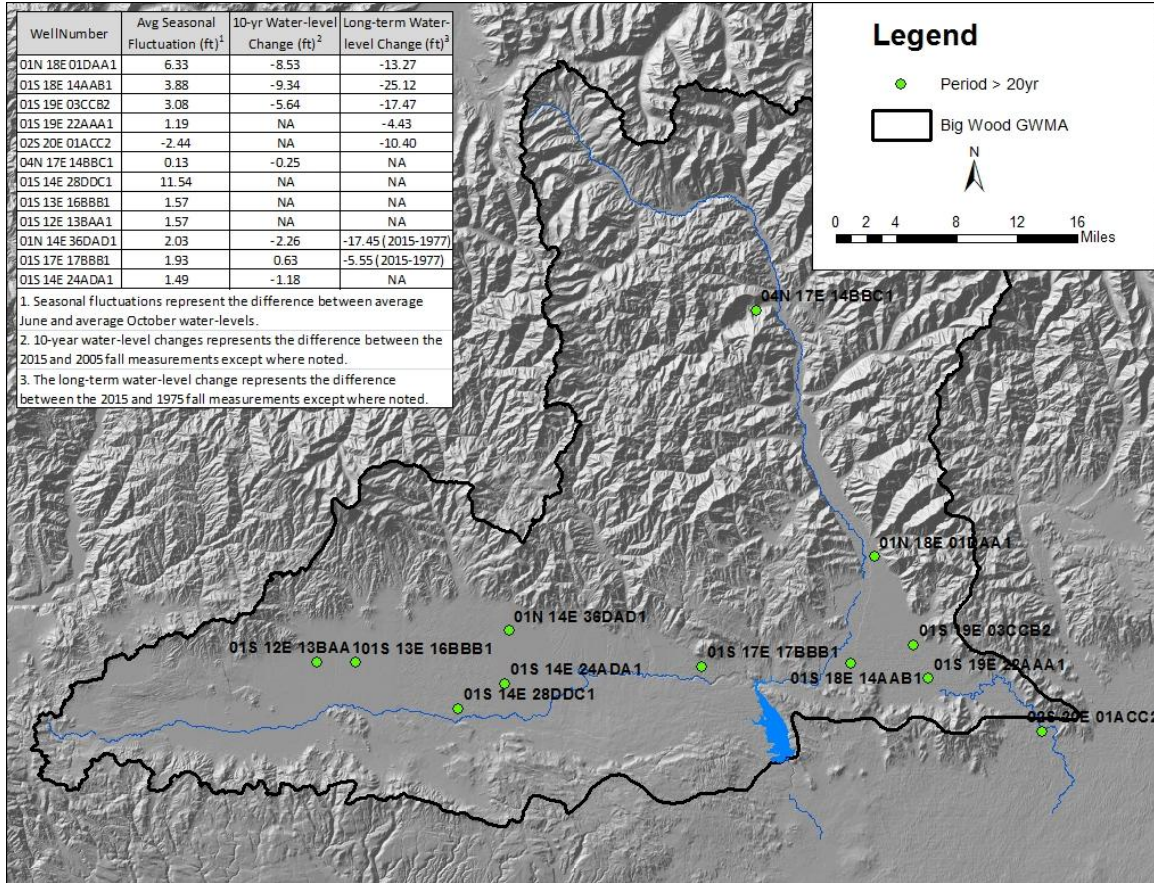 WellNumber | Avg Seasonal Fluctuation (ft)1 | 10-yr Water-level Change (ft)2 | Long-term Water-level Change (ft)3
01N 18E 01DAA1 | 6.33 | -8.53 | -13.27
01S 18E 14AAB1 | 3.88 | -9.34 | -25.12
01S 19E 03CCB2 | 3.08 | -5.64 | -17.47
01S 19E 22AAA1 | 1.19 | NA | -4.43
02S 20E 01ACC2 | -2.44 | NA | -10.40
04N 17E 14BBC1 | 0.13 | -0.25 | NA
01S 14E 28DDC1 | 11.54 | NA | NA
01S 13E 16BBB1 | 1.57 | NA | NA
01S 12E 13BAA1 | 1.57 | NA | NA
01N 14E 36DAD1 | 2.03 | -2.26 | -17.45 (2015-1977)
01S 17E 17BBB1 | 1.93 | 0.63 | -5.55 (2015-1977)
01S 14E 24ADA1 | 1.49 | -1.18 | NA
1. Seasonal fluctuations represent the difference between average
June and average October water-levels.
2. 10-year water-level changes represents the difference between the
2015 and 2005 fall measurements except where noted.
3. The long-term water-level change represents the difference
between the 2015 and 1975 fall measurements except where noted.
Legend
Period > 20yr
Big Wood GWMA
N
0 2 4 8 12 16
Miles
04N 17E 14BBC1
01N 18E 01DAA1
01N 14E 36DAD1
01S 19E 03CCB2
01S 12E 13BAA1
01S 13E 16BBB1
01S 17E 17BBB1
01S 18E 14AAB1
01S 19E 22AAA1
01S 14E 24ADA1
01S 14E 28DDC1
02S 20E 01ACC2